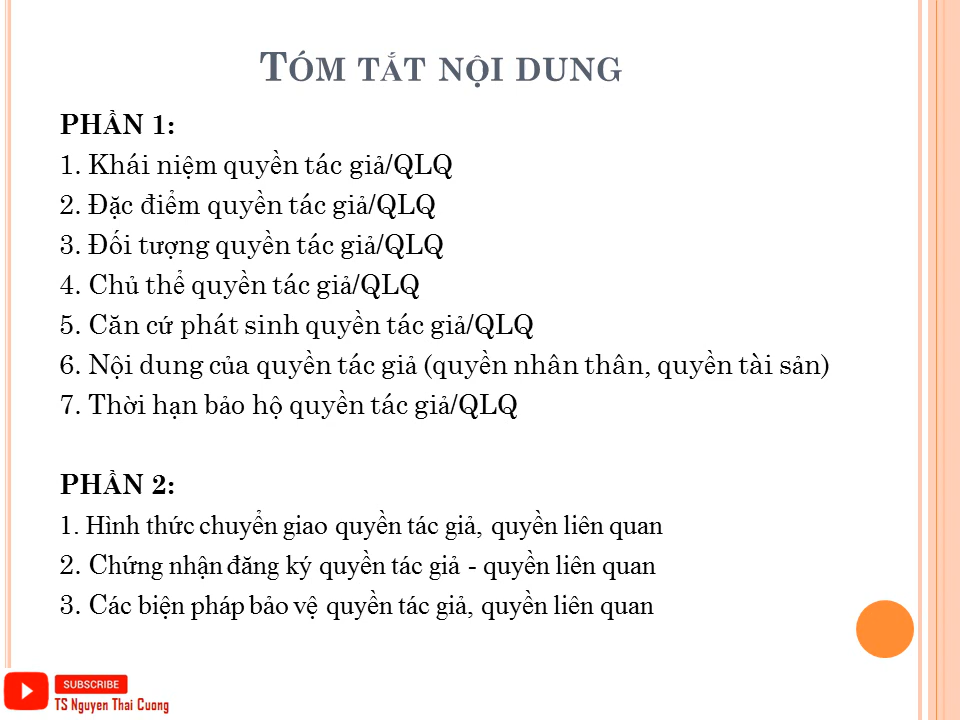 TÓM TẮT NỘI DUNG
PHẦN 1:
1. Khái niệm quyền tác giả/QLQ
2. Đặc điểm quyền tác giả/QLQ
3. Đối tượng quyền tác giả/QLQ
4. Chủ thể quyền tác giả/QLQ
5. Căn cứ phát sinh quyền tác giả/QLQ
6. Nội dung của quyền tác giả (quyền nhân thân, quyền tài sản)
7. Thời hạn bảo hộ quyền tác giả/QLQ
PHẦN 2:
1. Hình thức chuyển giao quyền tác giả, quyền liên quan
2. Chứng nhận đăng ký quyền tác giả - quyền liên quan
3. Các biện pháp bảo vệ quyền tác giả, quyền liên quan
SUBSCRIBE
TS Nguyen Thai Cuong